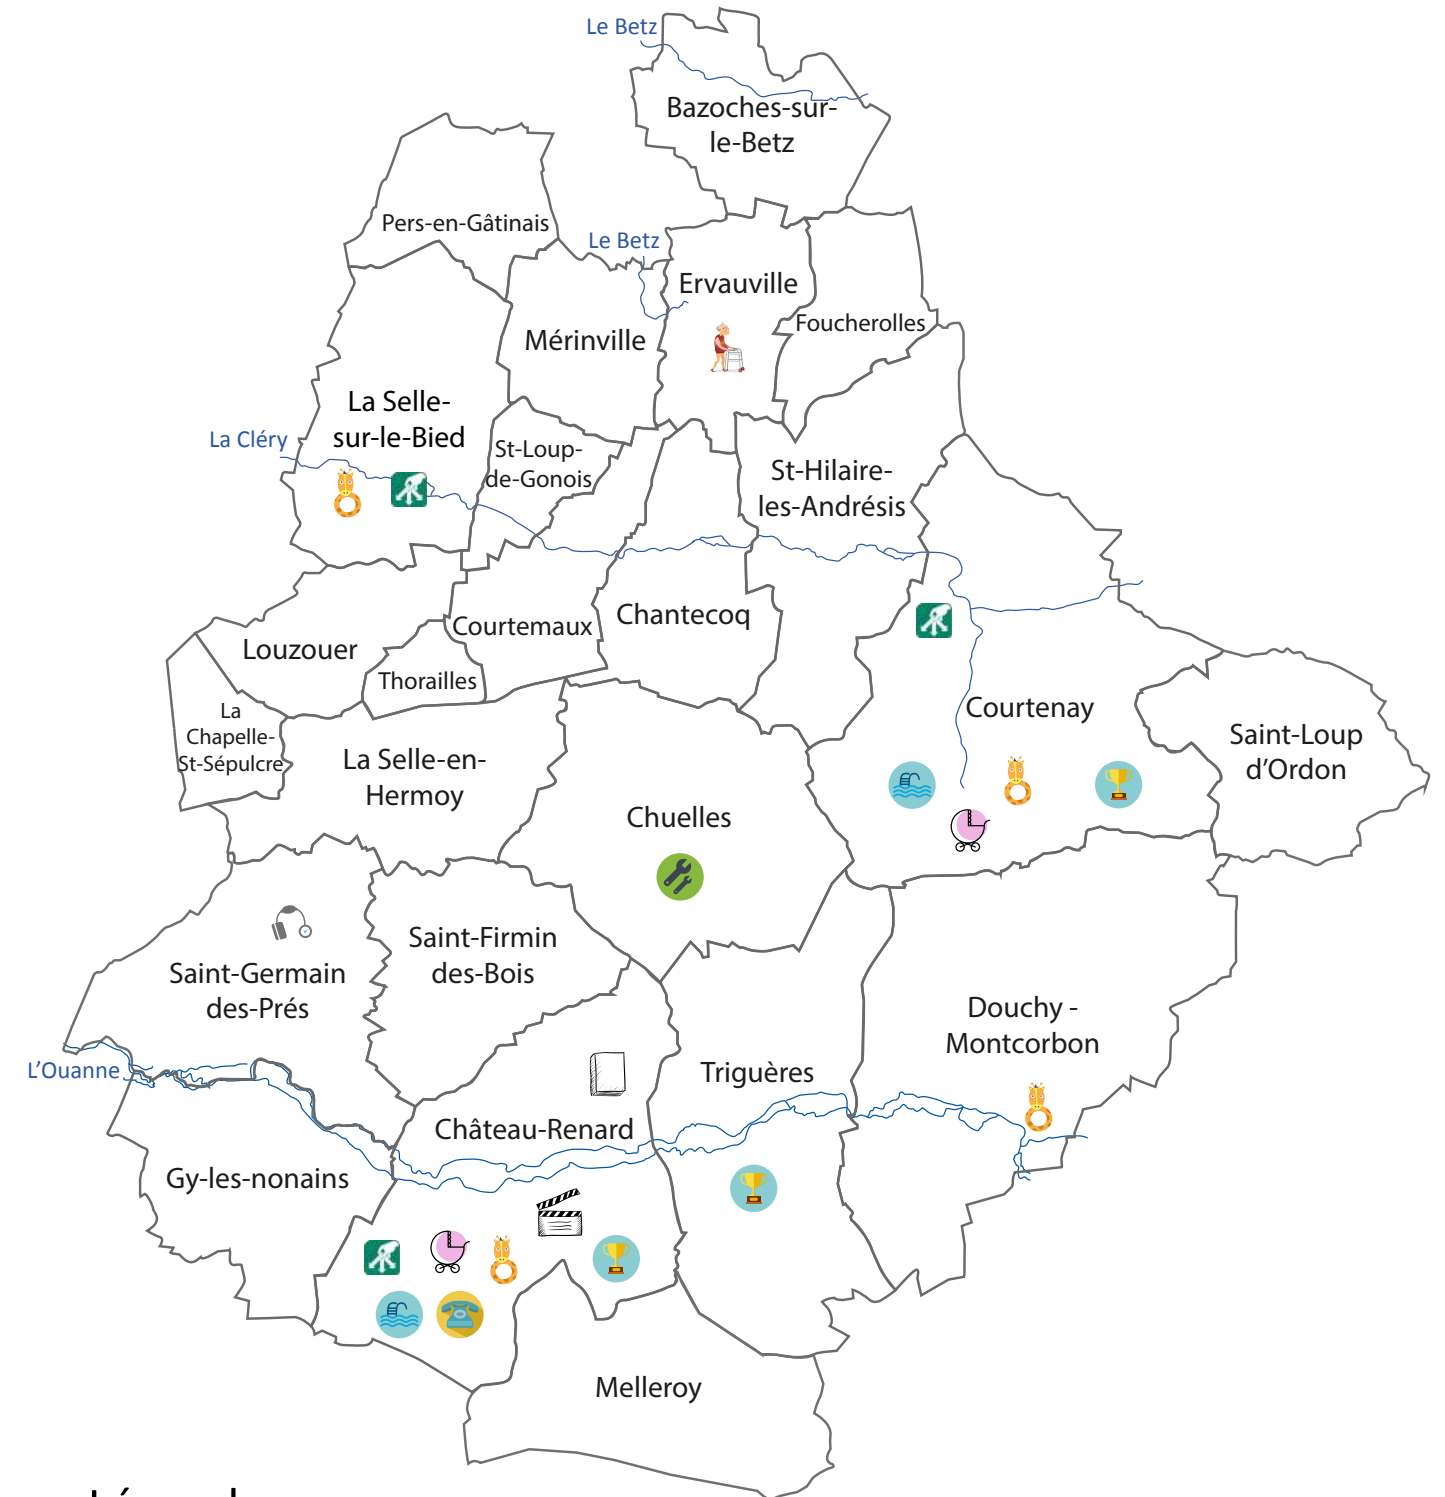 Le Betz
Bazoches-sur-
le-Betz
Pers-en-Gâtinais
Le Betz
Ervauville
Foucherolles
Mérinville
La Selle-
sur-le-Bied
La Cléry
St-Loup-
de-Gonois
St-Hilaire-
les-Andrésis
Chantecoq
Courtemaux
Louzouer
Thorailles
La
Chapelle-
St-Sépulcre
La Selle-en-
Hermoy
Courtenay
Saint-Loup
d'Ordon
Chuelles
Saint-Firmin
des-Bois
Saint-Germain
des-Prés
Douchy -
Montcorbon
L'Ouanne
Triguères
Château-Renard
Gy-les-nonains
Melleroy